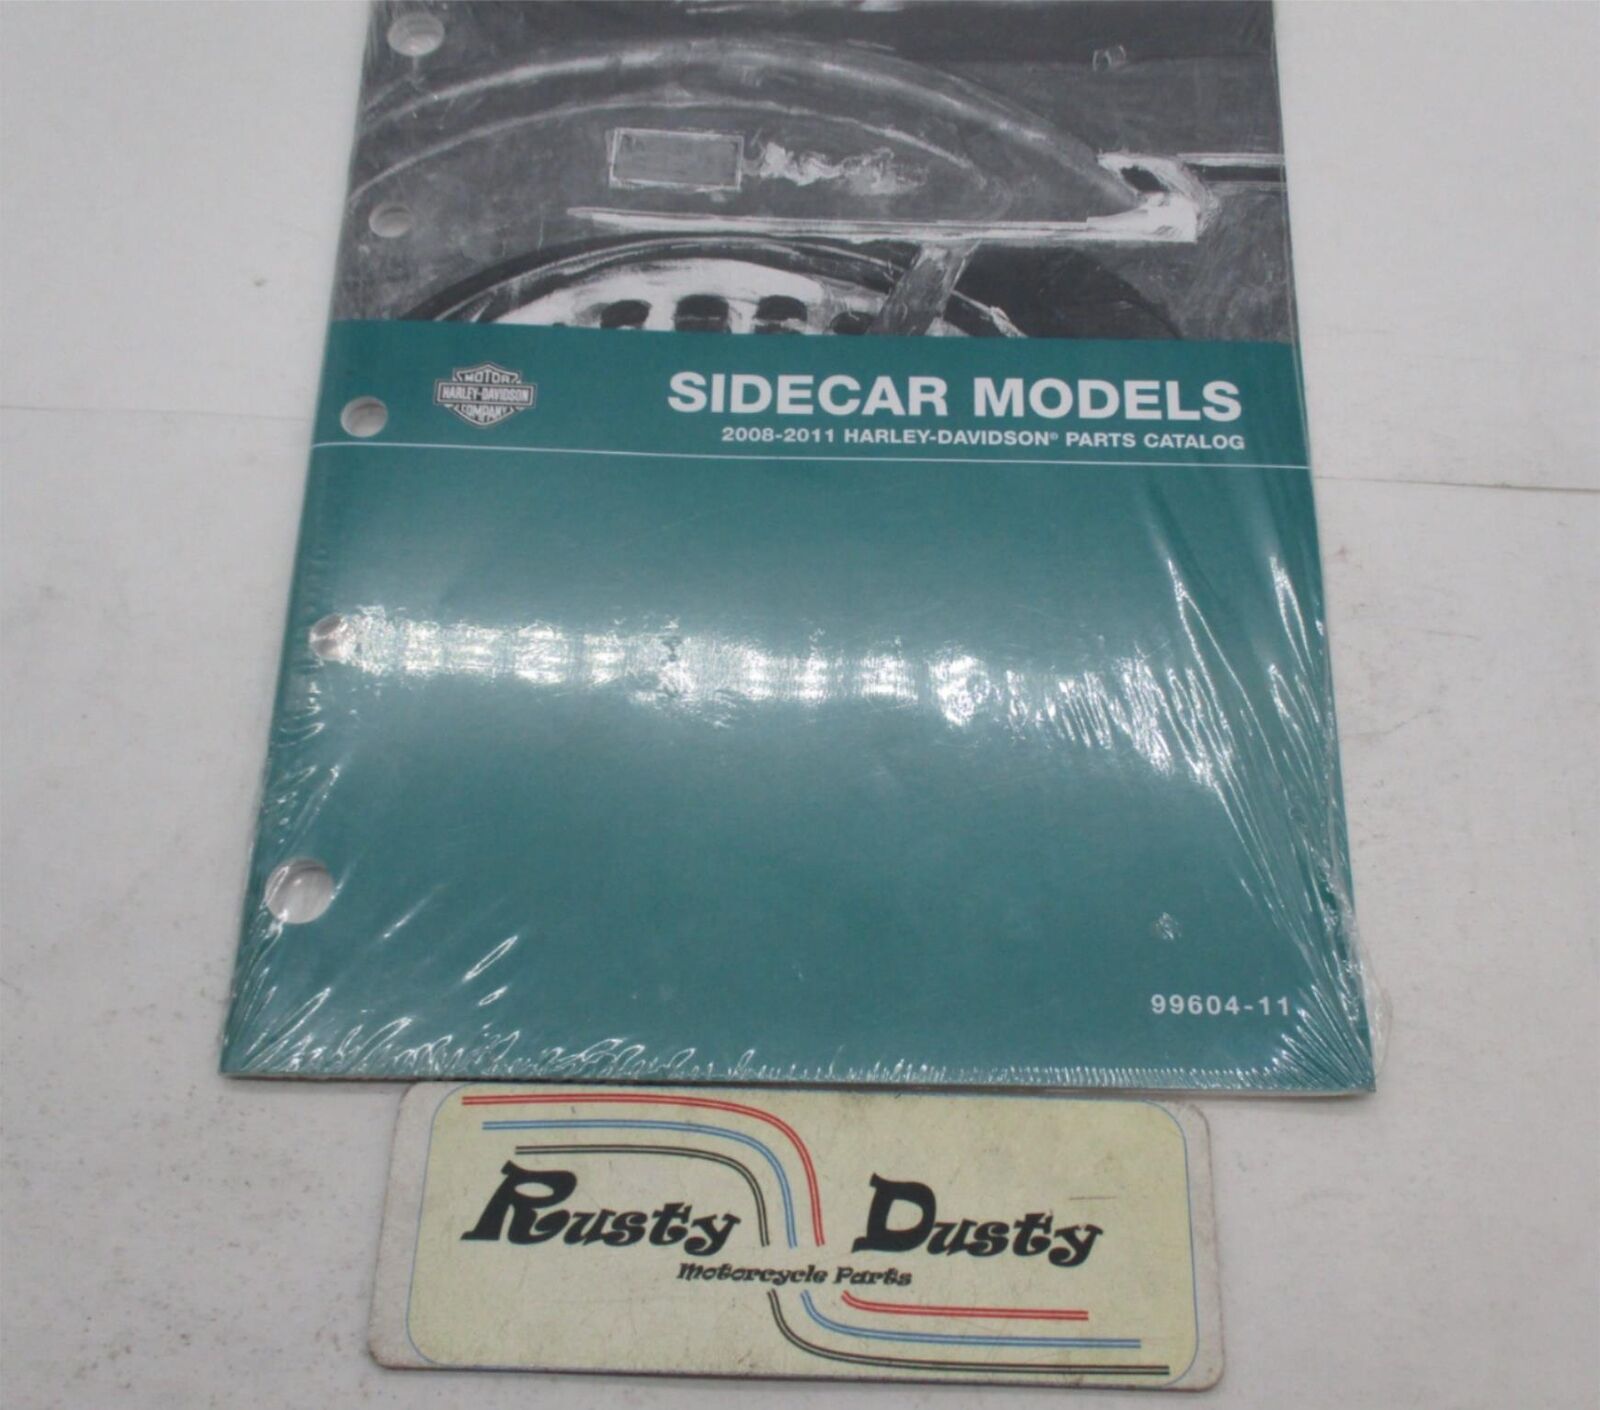 MOTOR
HARLEY-DAVIDSON
COMPANY
SIDECAR MODELS
2008-2011 HARLEY-DAVIDSON® PARTS CATALOG
99604-11
Rusty Dusty
Motorcycle Parts